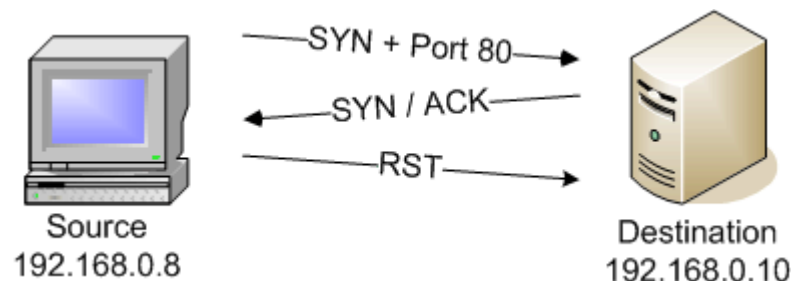 SYN + Port 80
SYN / ACK
RST
Source
192.168.0.8
Destination
192.168.0.10